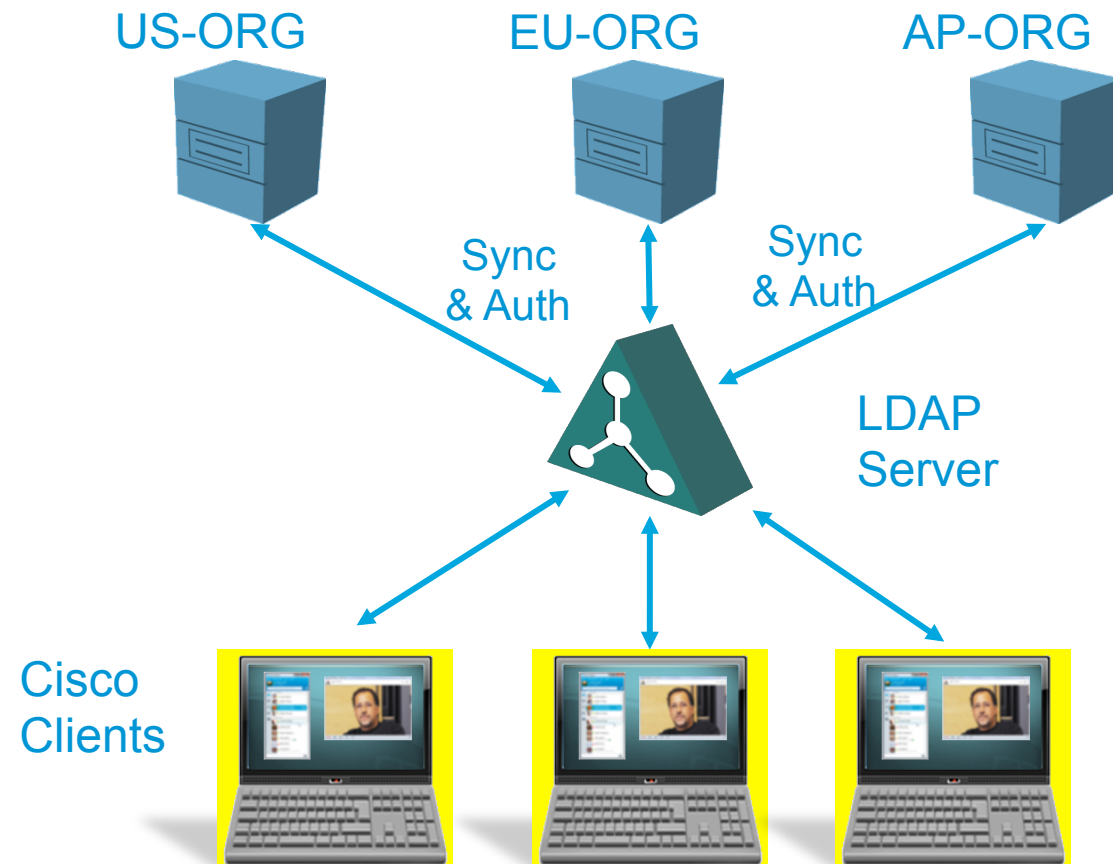 US-ORG
EU-ORG
AP-ORG
Sync
& Auth
Sync
& Auth
LDAP
Server
Cisco
Clients